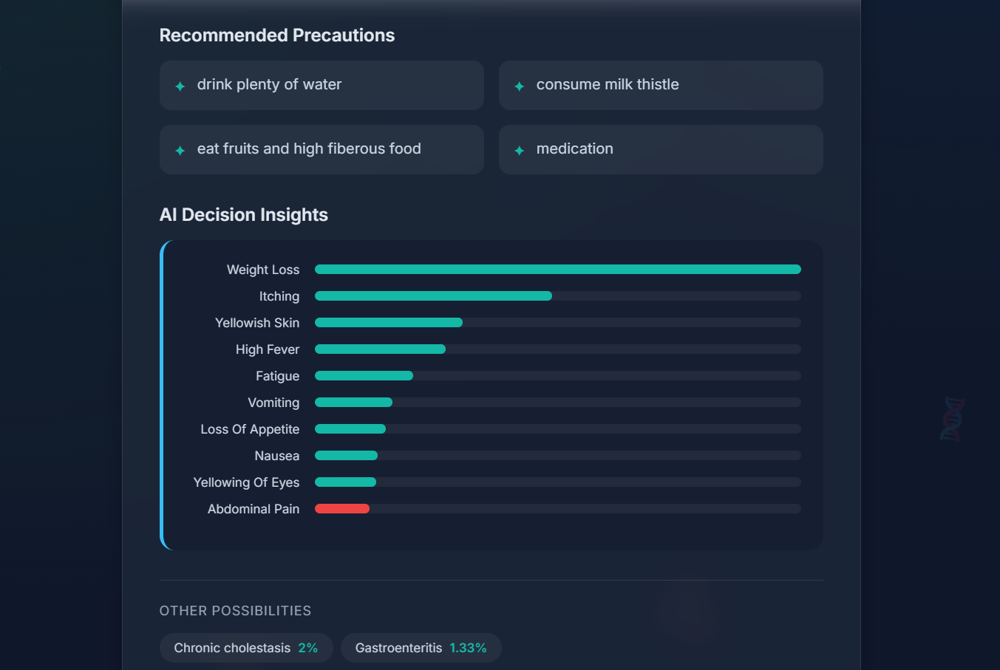 Recommended Precautions
drink plenty of water
consume milk thistle
eat fruits and high fiberous food
medication
AI Decision Insights
Weight Loss
Itching
Yellowish Skin
High Fever
Fatigue
Vomiting
Loss Of Appetite
Nausea
Yellowing Of Eyes
Abdominal Pain
OTHER POSSIBILITIES
Chronic cholestasis 2%
Gastroenteritis 1.33%